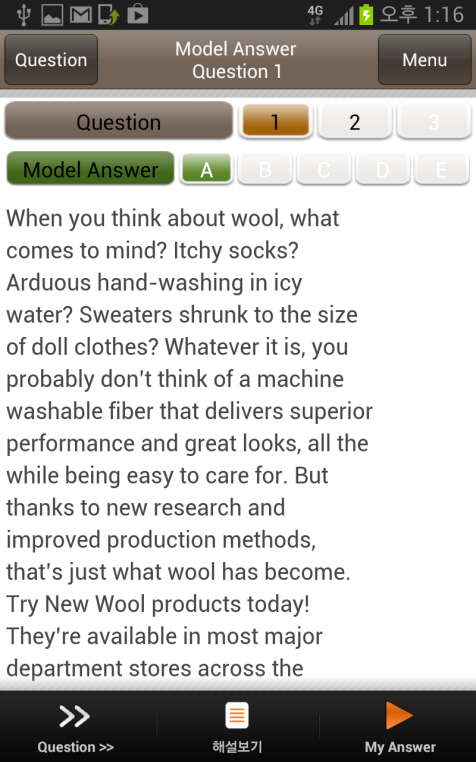 4G 오후 1:16
Question Model Answer Menu
Question 1
Question 1 2 3
Model Answer A B C D E
When you think about wool, what
comes to mind? Itchy socks?
Arduous hand-washing in icy
water? Sweaters shrunk to the size
of doll clothes? Whatever it is, you
probably don't think of a machine
washable fiber that delivers superior
performance and great looks, all the
while being easy to care for. But
thanks to new research and
improved production methods,
that's just what wool has become.
Try New Wool products today!
They're available in most major
department stores across the
Question >> 해설보기 My Answer